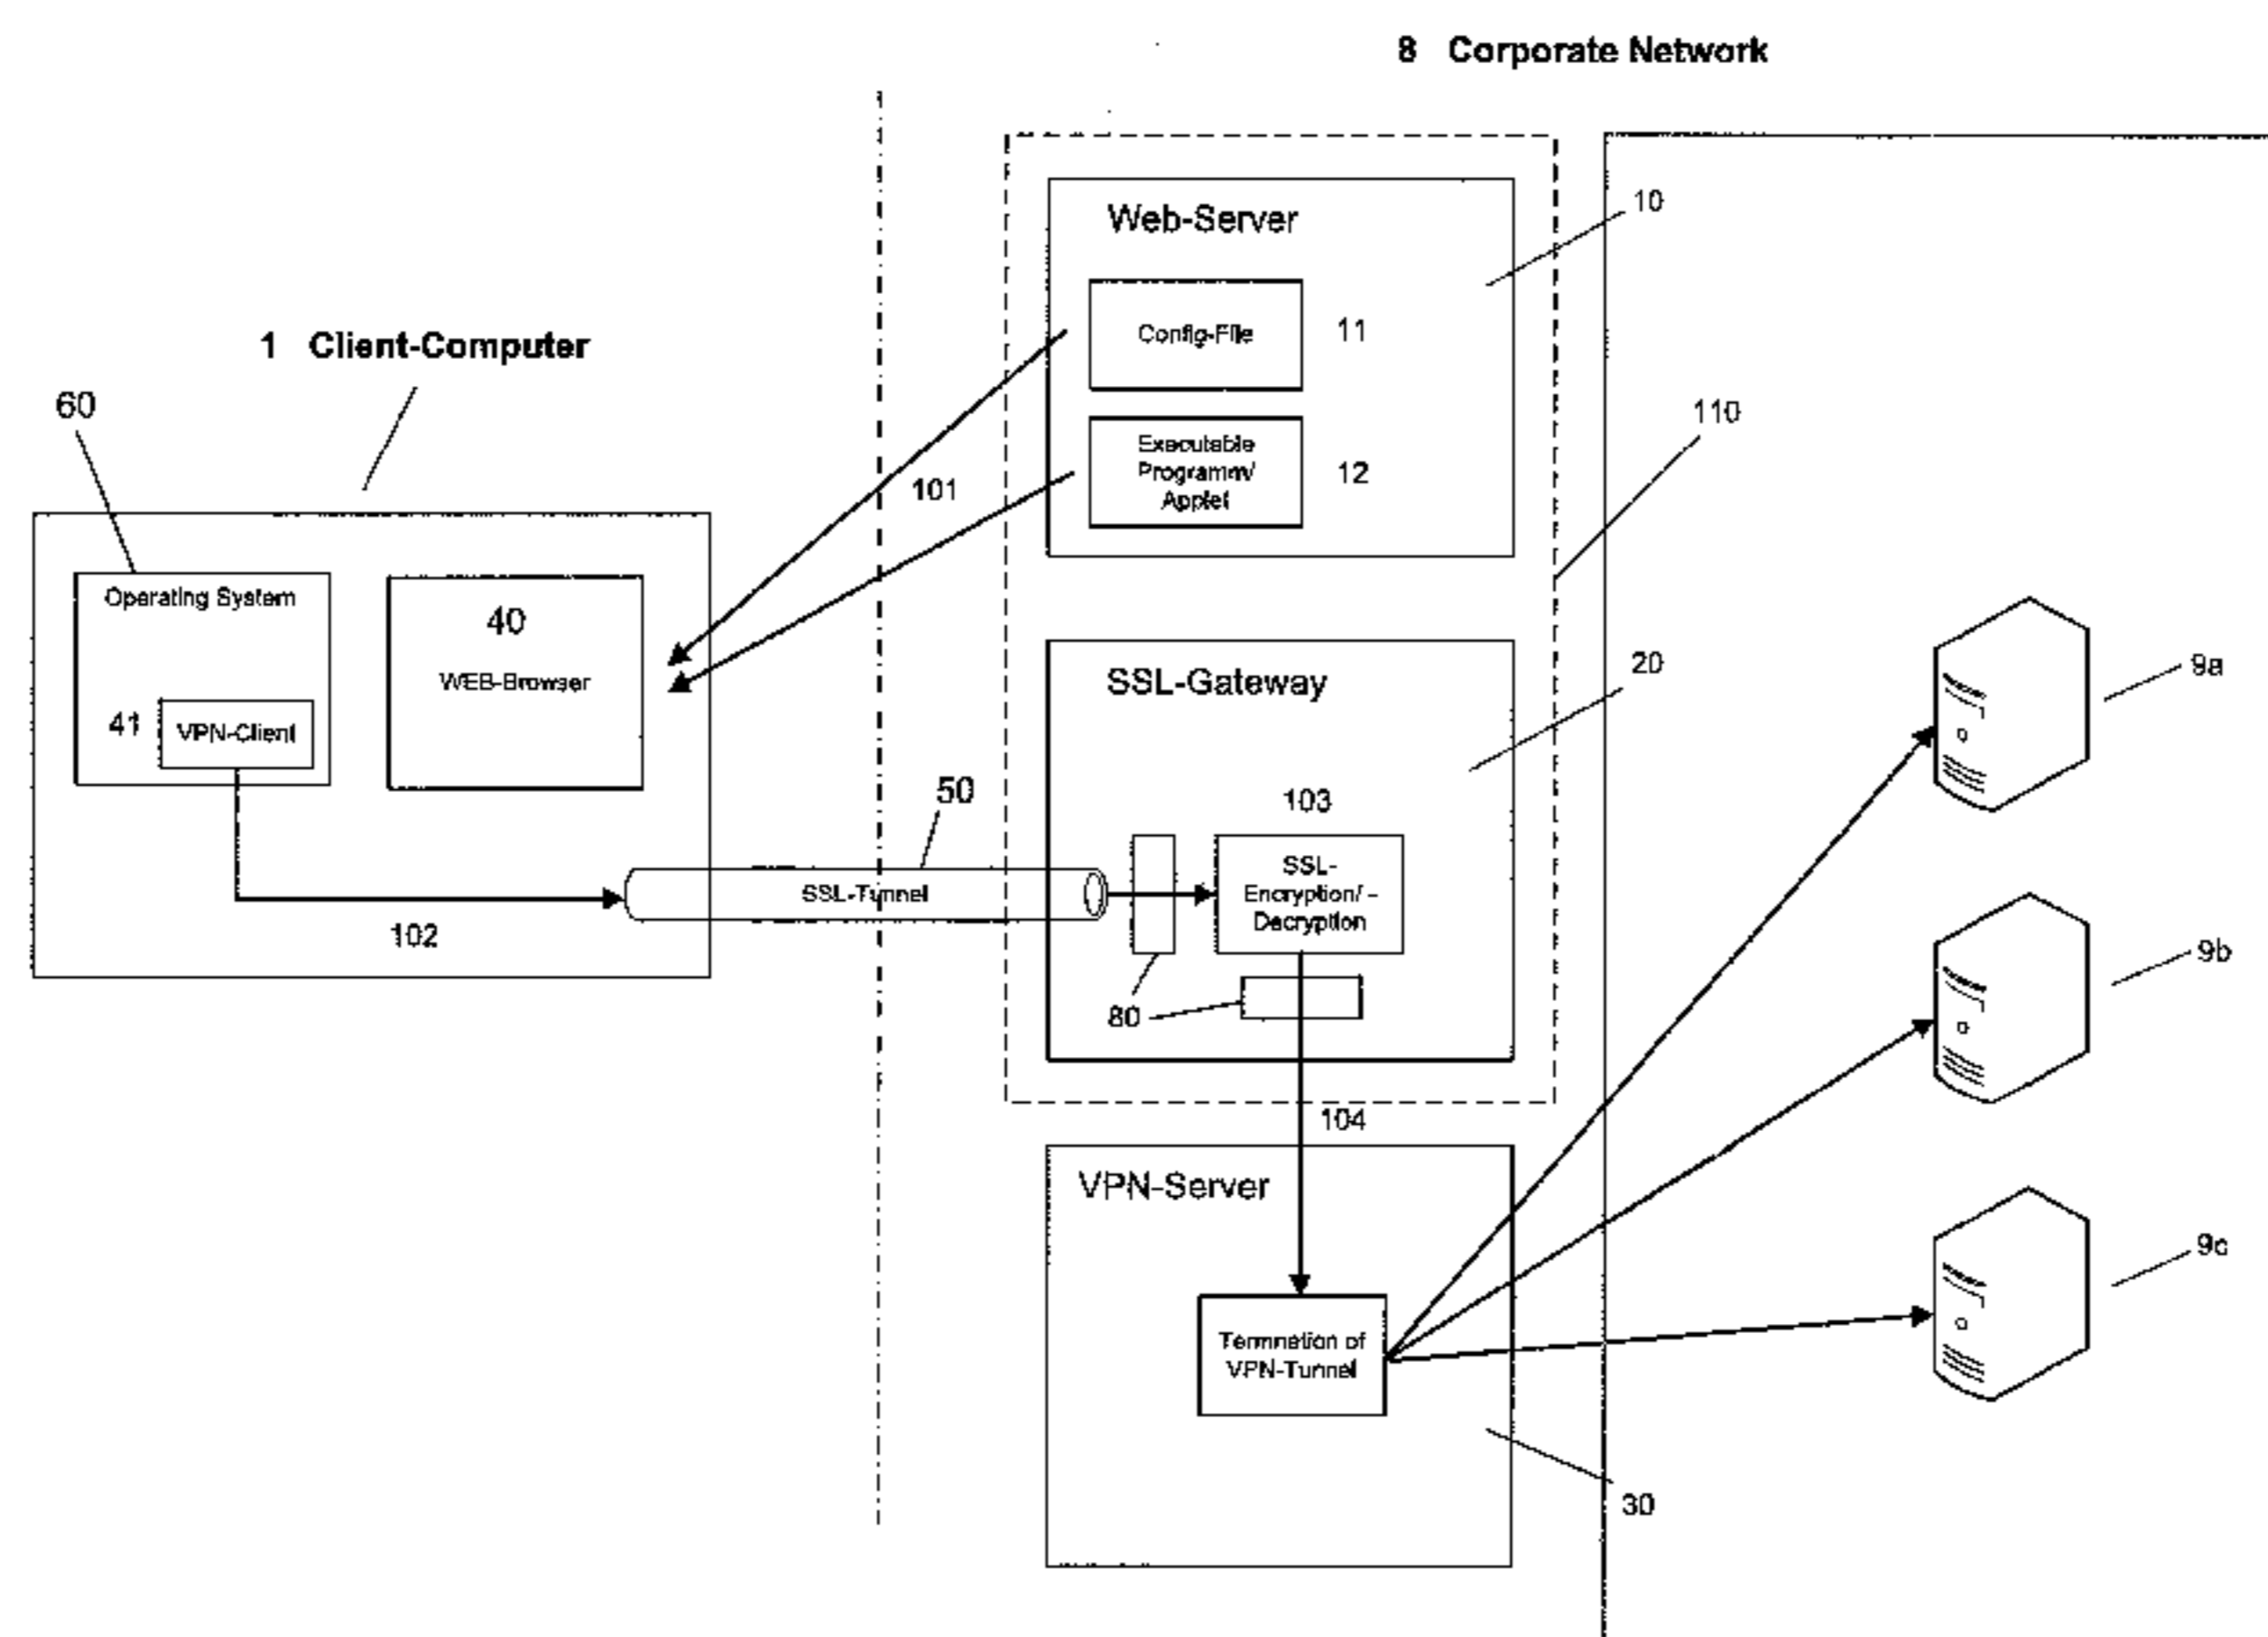 8 Corporate Network
10
Web-Server
Config-File
11
1 Client-Computer
60
110
Executable
Programm/
Applet
12
101
Operating System
40
WEB-Browser
41
VPN-Client
SSL-Gateway
20
9a
50
103
SSL-Tunnel
SSL-
Encryption/-
Decryption
102
80
9b
104
VPN-Server
9c
Termnetion of
VPN-Tunnel
30